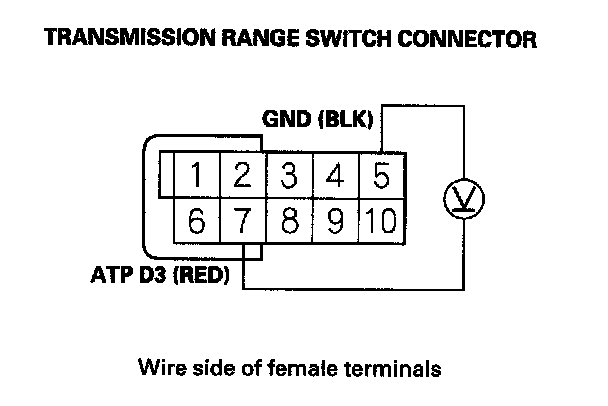 TRANSMISSION RANGE SWITCH CONNECTOR
GND (BLK)
1 2 3 4 5
V
6 7 8 9 10
ATP D3 (RED)
Wire side of female terminals